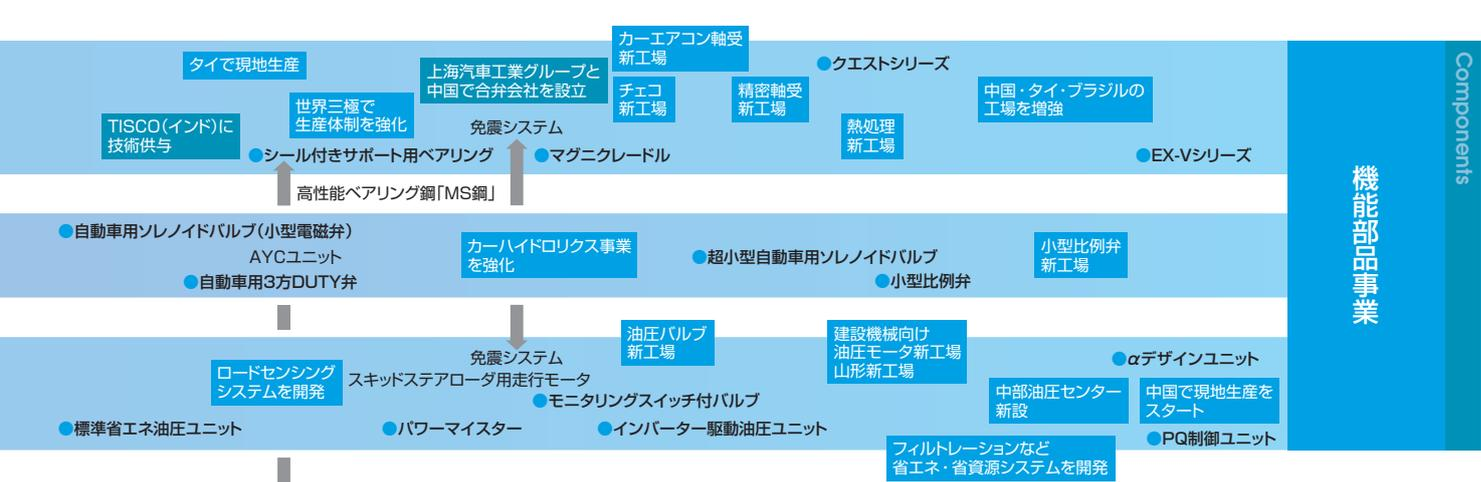 カーエアコン軸受
新工場
タイで現地生産
上海汽車工業グループと
中国で合弁会社を設立
●クエストシリーズ
チェコ
新工場
精密軸受
新工場
中国・タイ・ブラジルの
工場を増強
世界三極で
生産体制を強化
TISCO（インド）に
技術供与
免震システム
熱処理
新工場
●シール付きサポート用ベアリング
●マグニクレードル
●EX-Vシリーズ
高性能ベアリング鋼「MS鋼」
●自動車用ソレノイドバルブ（小型電磁弁）
AYCユニット
●自動車用3方DUTY弁
カーハイドロリクス事業
を強化
●超小型自動車用ソレノイドバルブ
●小型比例弁
小型比例弁
新工場
油圧バルブ
新工場
建設機械向け
油圧モータ新工場
山形新工場
免震システム
●αデザインユニット
ロードセンシング
システムを開発
スキッドステアローダ用走行モータ
●モニタリングスイッチ付バルブ
中部油圧センター
新設
中国で現地生産を
スタート
●標準省エネ油圧ユニット
●パワーマイスター
●インバーター駆動油圧ユニット
●PQ制御ユニット
フィルトレーションなど
省エネ・省資源システムを開発
機能部品事業
Components